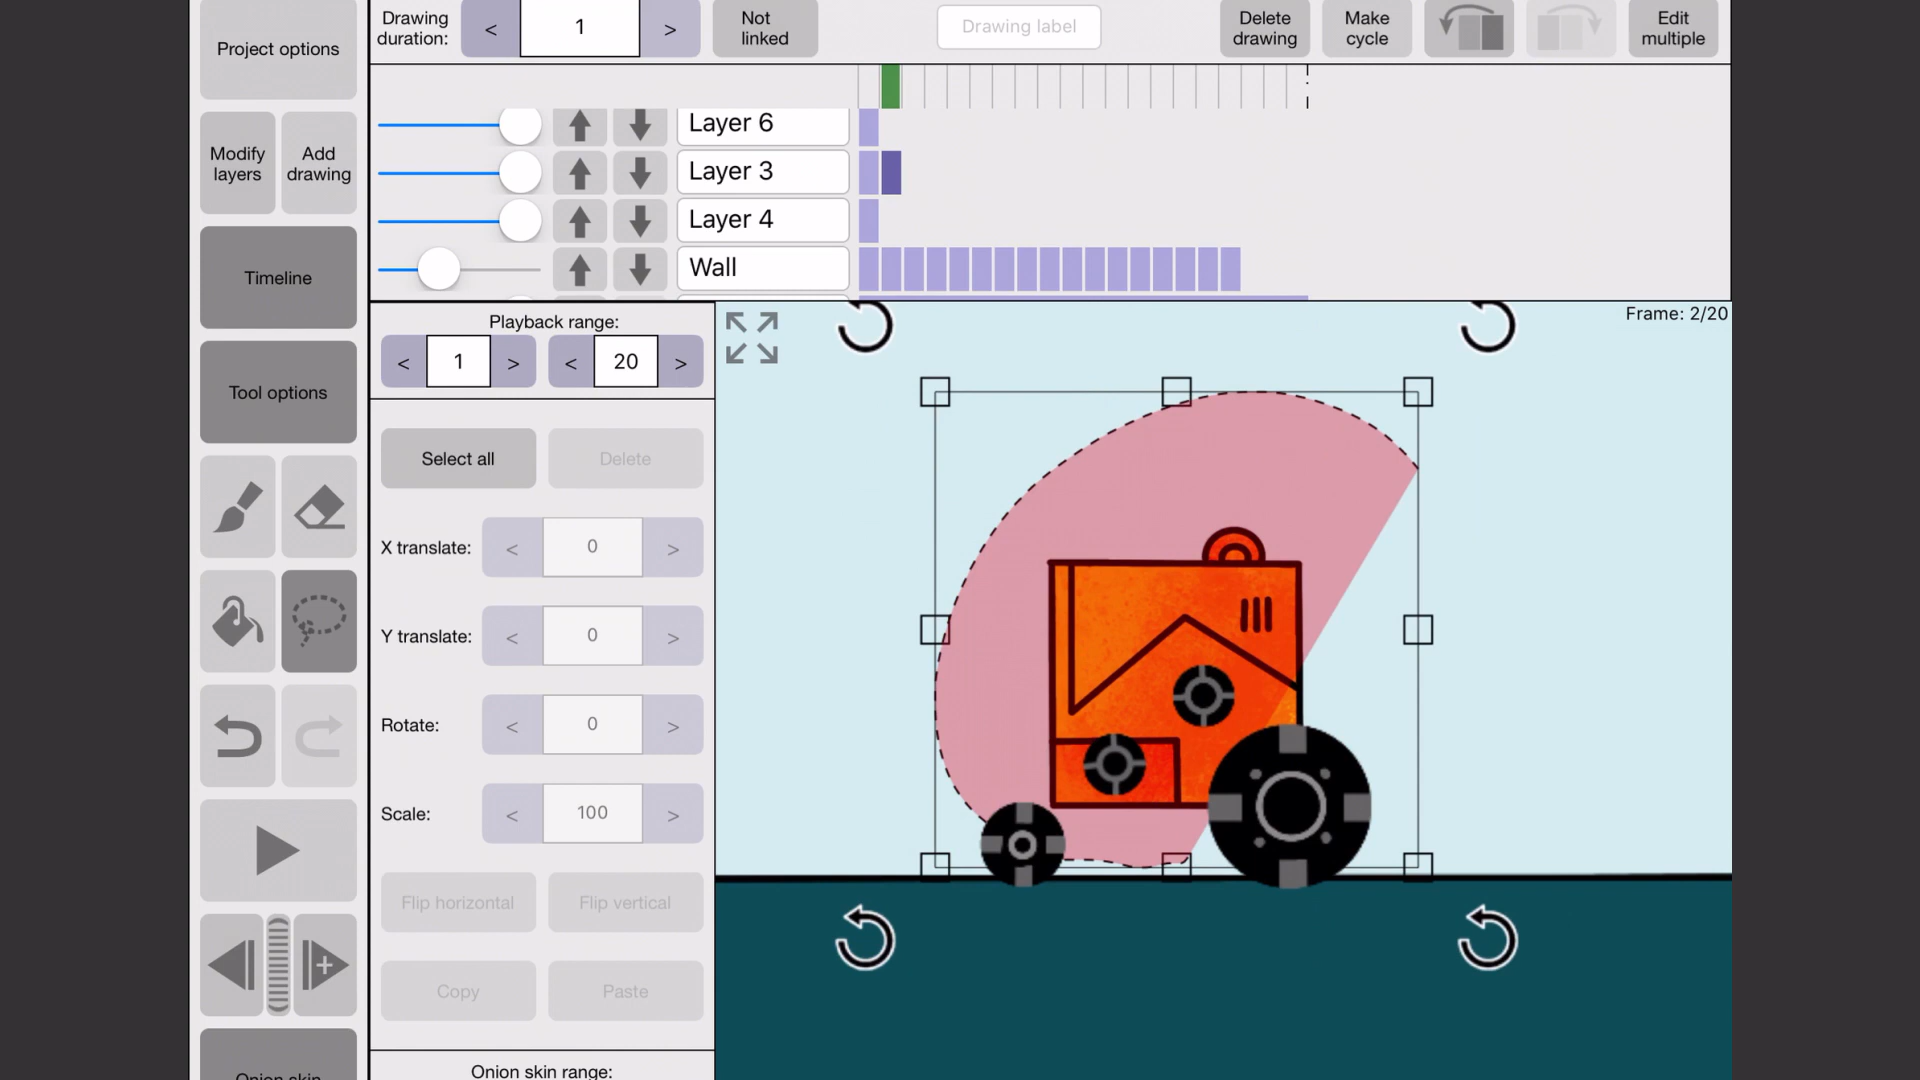 Project options
Drawing
duration:
<
1
>
Not
linked
Drawing label
Delete
drawing
Make
cycle
Edit
multiple
Modify
layers
Add
drawing
Layer 6
Layer 3
Layer 4
Wall
Timeline
Playback range:
<
1
>
<
20
>
Frame: 2/20
Tool options
Select all
Delete
X translate:
<
0
>
Y translate:
<
0
>
Rotate:
<
0
>
Scale:
<
100
>
Flip horizontal
Flip vertical
Copy
Paste
Onion skin
Onion skin range: